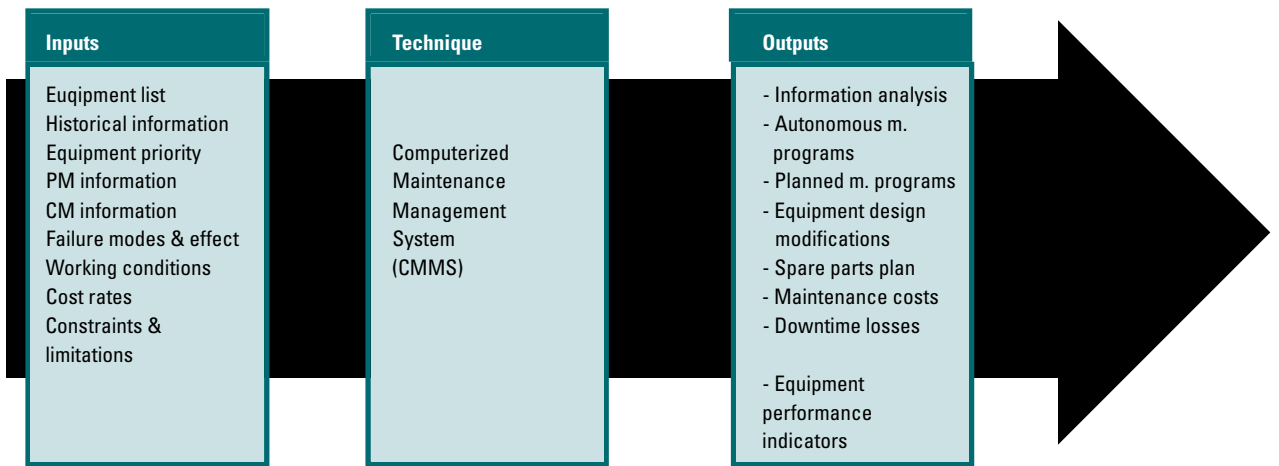 Inputs
Euqipment list
Historical information
Equipment priority
PM information
CM information
Failure modes & effect
Working conditions
Cost rates
Constraints &
limitations
Technique
Computerized
Maintenance
Management
System
(CMMS)
Outputs
- Information analysis
- Autonomous m.
programs
- Planned m. programs
- Equipment design
modifications
- Spare parts plan
- Maintenance costs
- Downtime losses
- Equipment
performance
indicators